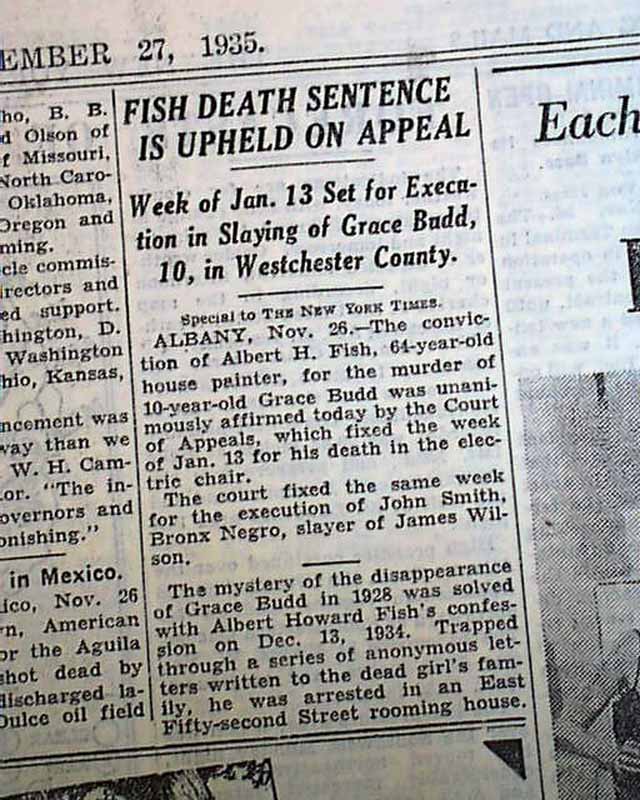 EMBER 27, 1935.
ho, B. B.
d Olson of
f Missouri,
North Caro-
Oklahoma,
Oregon and
ming.
cle commis-
irectors and
ed support.
hington, D.
Washington
hio, Kansas,
ncement was
way than we
W. H. Cam-
or. "The in-
overnors and
onishing."
in Mexico.
ico, Nov. 26
n, American
or the Aguila
shot dead by
discharged la-
Dulce oil field
FISH DEATH SENTENCE
IS UPHELD ON APPEAL
Week of Jan. 13 Set for Execu-
tion in Slaying of Grace Budd,
10, in Westchester County.
Special to THE NEW YORK TIMES.
ALBANY, Nov. 26.—The convic-
tion of Albert H. Fish, 64-year-old
house painter, for the murder of
10-year-old Grace Budd was unani-
mously affirmed today by the Court
of Appeals, which fixed the week
of Jan. 13 for his death in the elec-
tric chair.
The court fixed the same week
for the execution of John Smith,
Bronx Negro, slayer of James Wil-
son.
The mystery of the disappearance
of Grace Budd in 1928 was solved
with Albert Howard Fish's confes-
sion on Dec. 13, 1934. Trapped
through a series of anonymous let-
ters written to the dead girl's fam-
ily, he was arrested in an East
Fifty-second Street rooming house.
Each